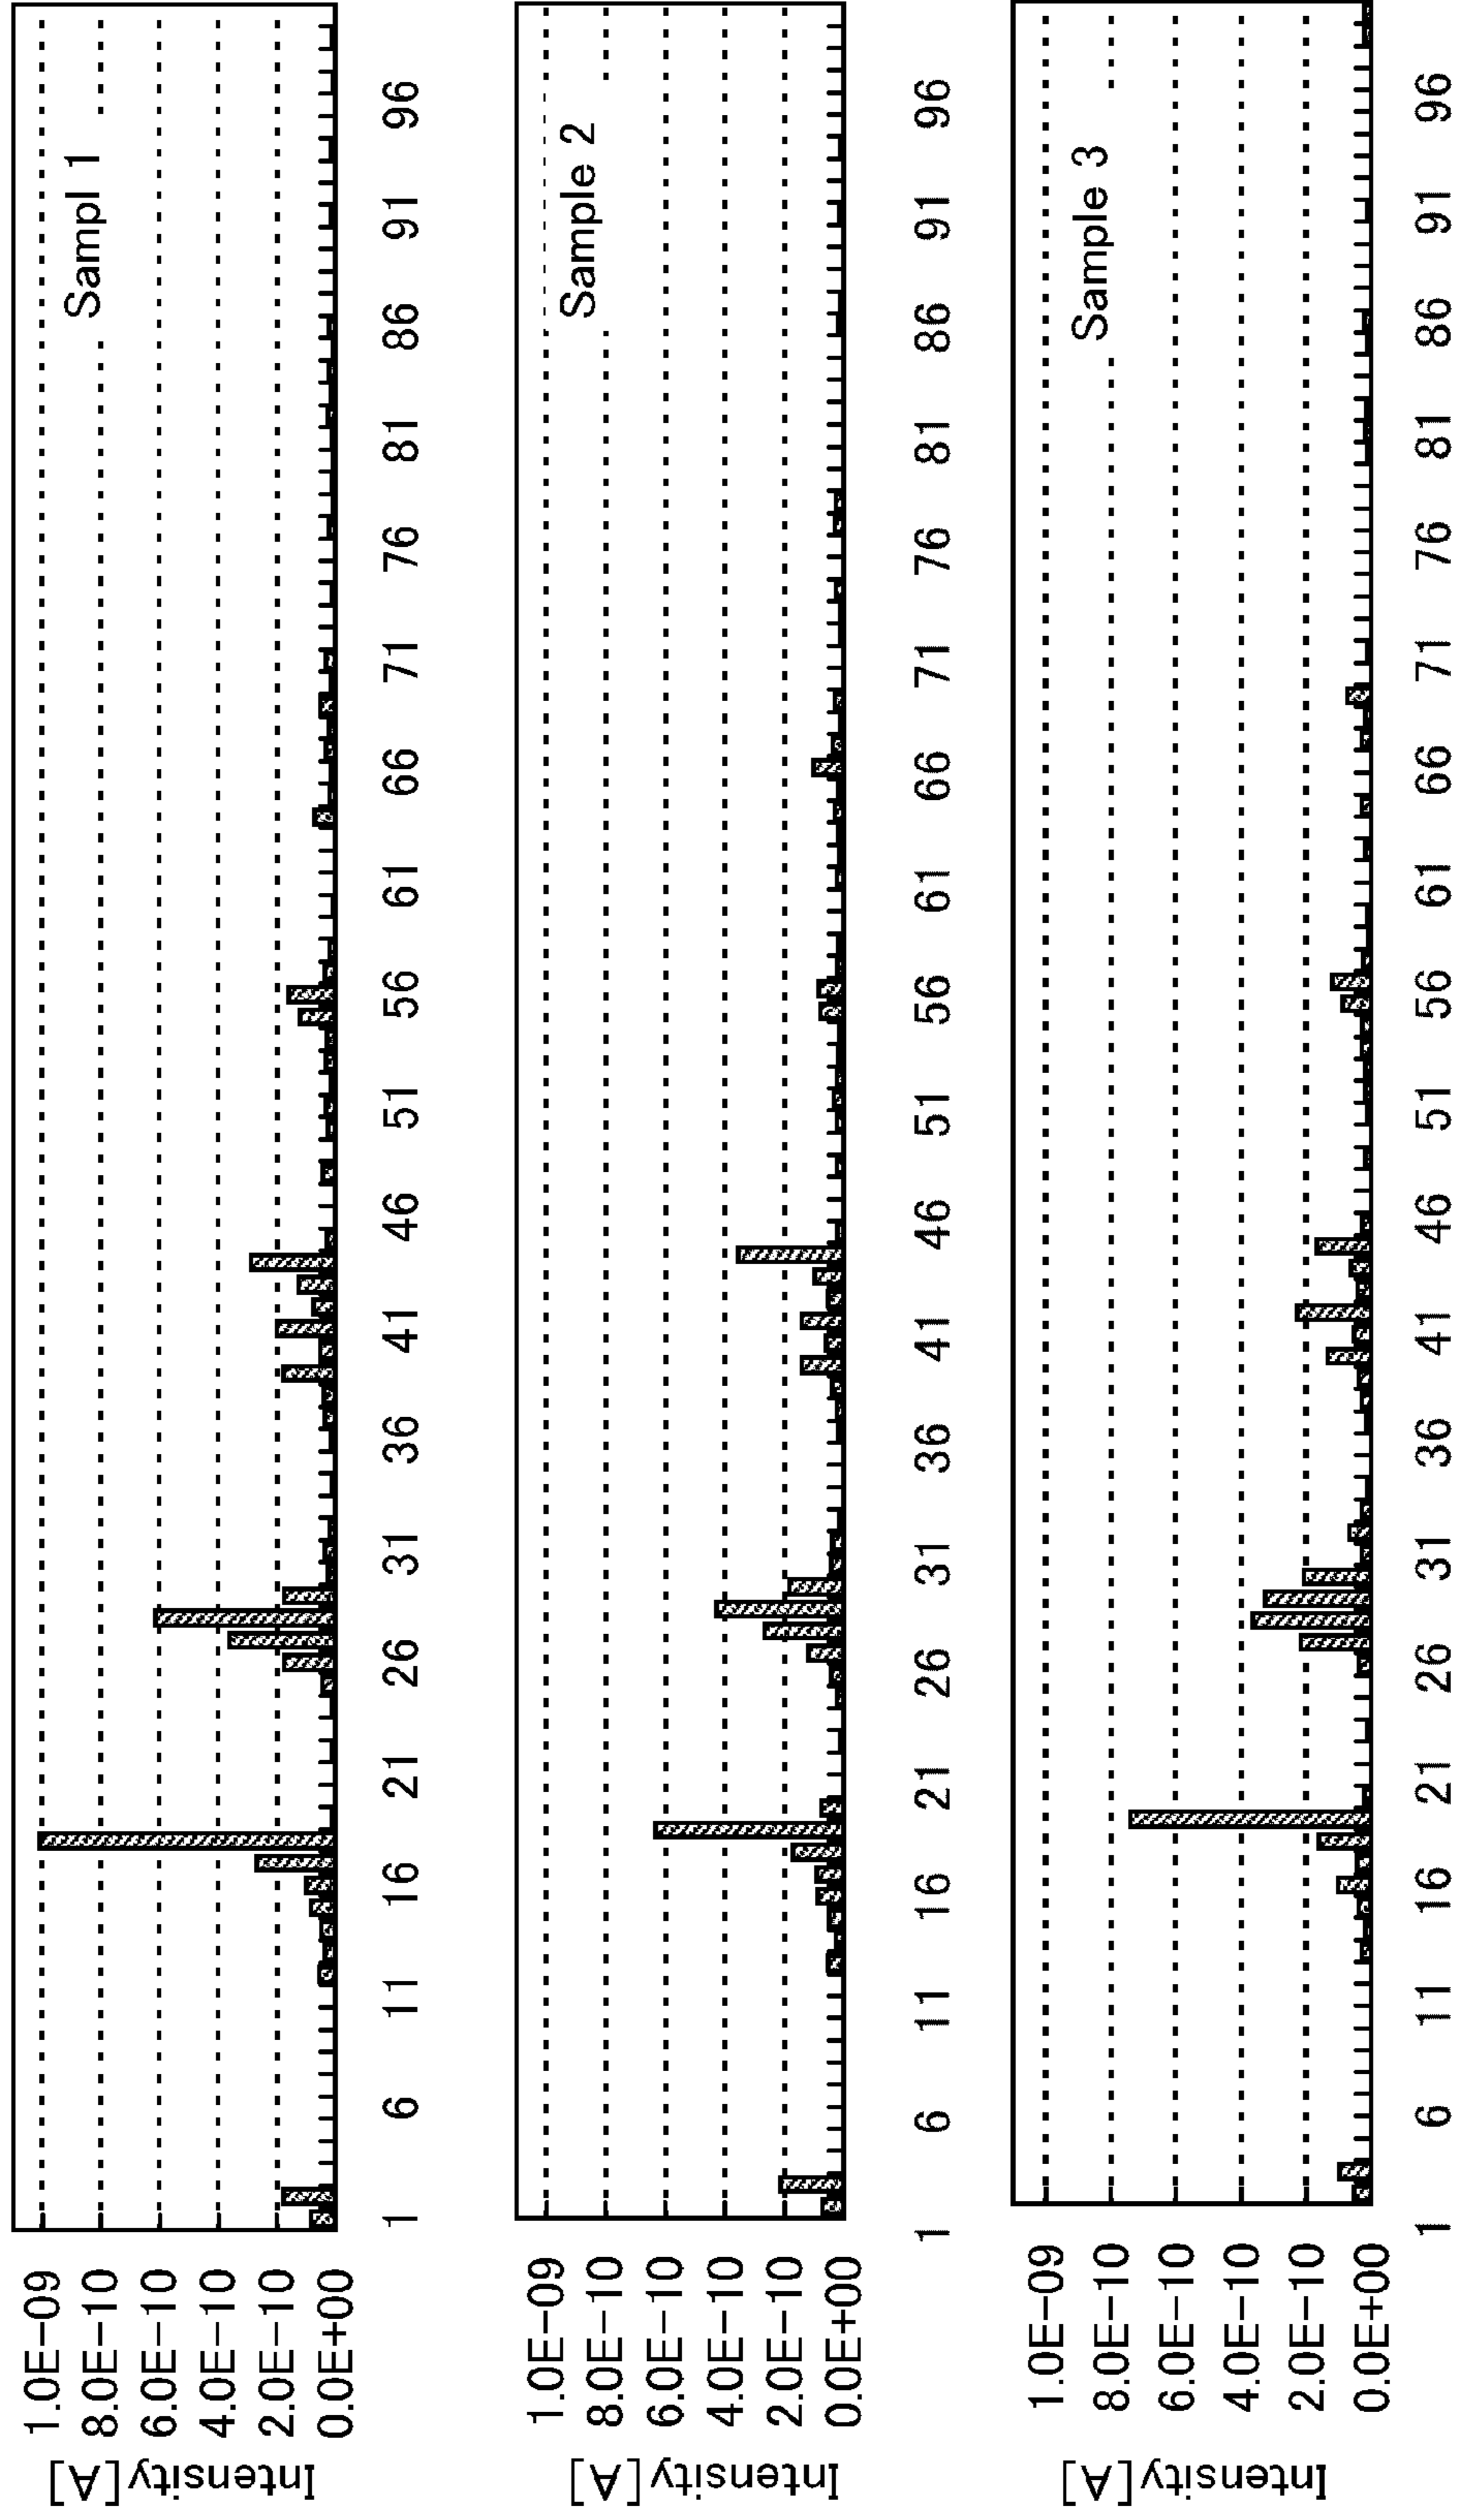 Intensity[A]
1.0E-09
8.0E-10
6.0E-10
4.0E-10
2.0E-10
0.0E+00
Sampl 1
1 6 11 16 21 26 31 36 41 46 51 56 61 66 71 76 81 86 91 96
Intensity[A]
1.0E-09
8.0E-10
6.0E-10
4.0E-10
2.0E-10
0.0E+00
Sample 2
1 6 11 16 21 26 31 36 41 46 51 56 61 66 71 76 81 86 91 96
Intensity[A]
1.0E-09
8.0E-10
6.0E-10
4.0E-10
2.0E-10
0.0E+00
Sample 3
1 6 11 16 21 26 31 36 41 46 51 56 61 66 71 76 81 86 91 96